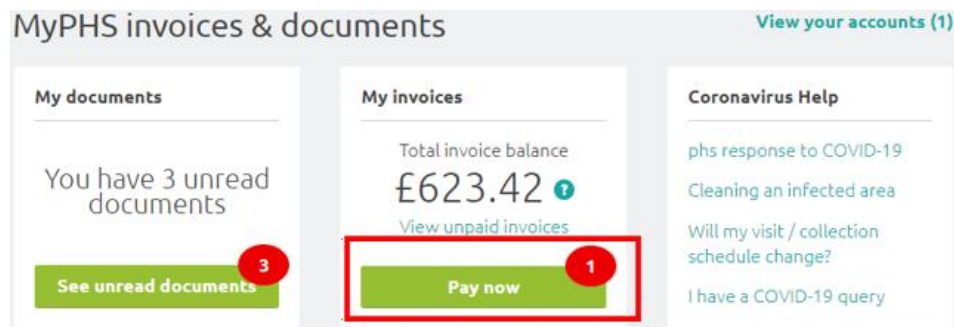 MyPHS invoices & documents
View your accounts (1)
My documents
You have 3 unread
documents
3
See unread documents
My invoices
Total invoice balance
£623.42 ?
View unpaid invoices
1
Pay now
Coronavirus Help
phs response to COVID-19
Cleaning an infected area
Will my visit / collection
schedule change?
I have a COVID-19 query